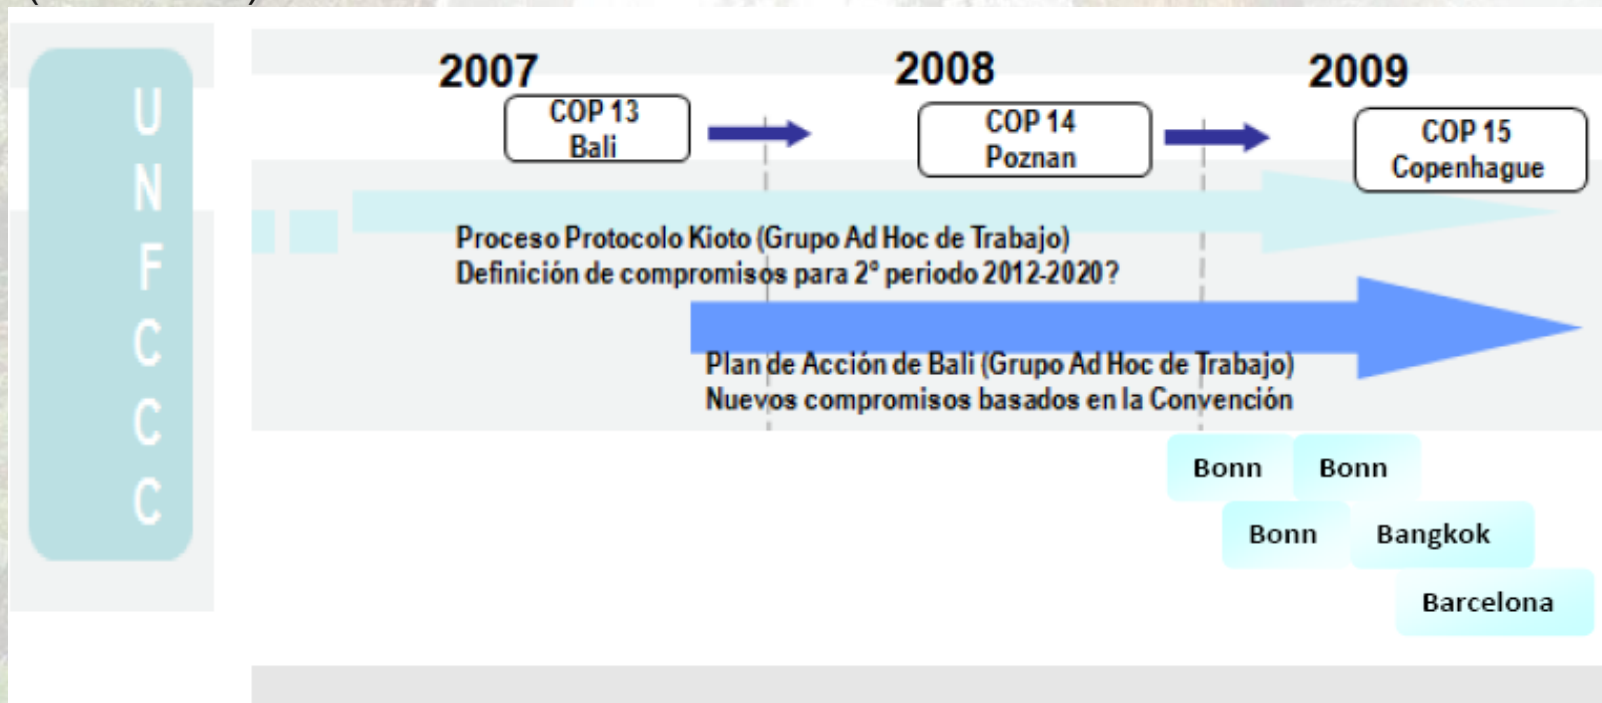 U
N
F
C
C
C
2007
2008
2009
COP 13
Bali
COP 14
Poznan
COP 15
Copenhague
Proceso Protocolo Kioto (Grupo Ad Hoc de Trabajo)
Definición de compromisos para 2º periodo 2012-2020?
Plan de Acción de Bali (Grupo Ad Hoc de Trabajo)
Nuevos compromisos basados en la Convención
Bonn
Bonn
Bonn
Bangkok
Barcelona